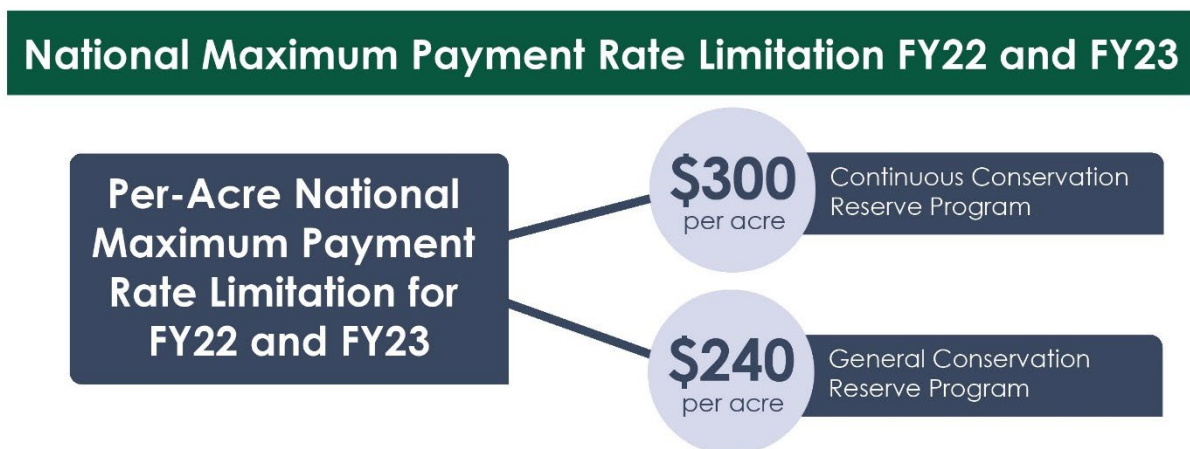 National Maximum Payment Rate Limitation FY22 and FY23
Per-Acre National
Maximum Payment
Rate Limitation for
FY22 and FY23
$300
per acre
Continuous Conservation
Reserve Program
$240
per acre
General Conservation
Reserve Program